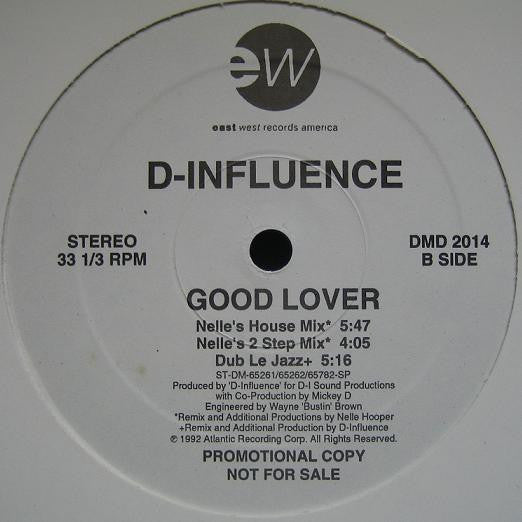 ew
east west records america
D-INFLUENCE
STEREO
33 1/3 RPM
DMD 2014
B SIDE
GOOD LOVER
Nelle's House Mix* 5:47
Nelle's 2 Step Mix* 4:05
Dub Le Jazz+ 5:16
ST-DM-65261/65262/65782-SP
Produced by 'D-Influence' for D-I Sound Productions
with Co-Production by Mickey D
Engineered by Wayne 'Bustin' Brown
*Remix and Additional Productions by Nelle Hooper
+Remix and Additional Production by D-Influence
℗ 1992 Atlantic Recording Corp. All Rights Reserved.
PROMOTIONAL COPY
NOT FOR SALE